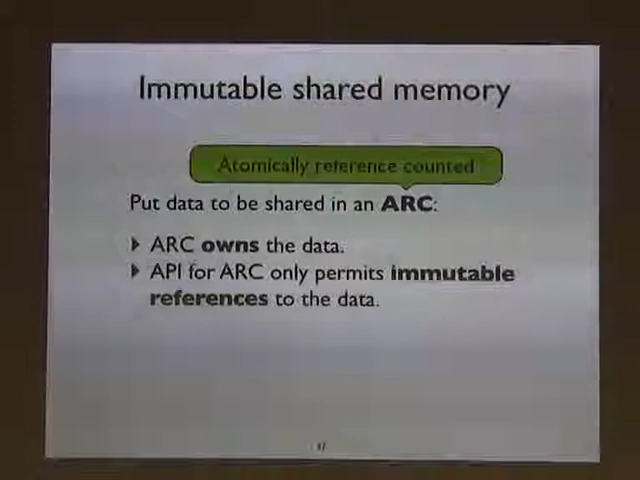 Immutable shared memory
Atomically reference counted
Put data to be shared in an ARC:
ARC owns the data.
API for ARC only permits immutable
references to the data.